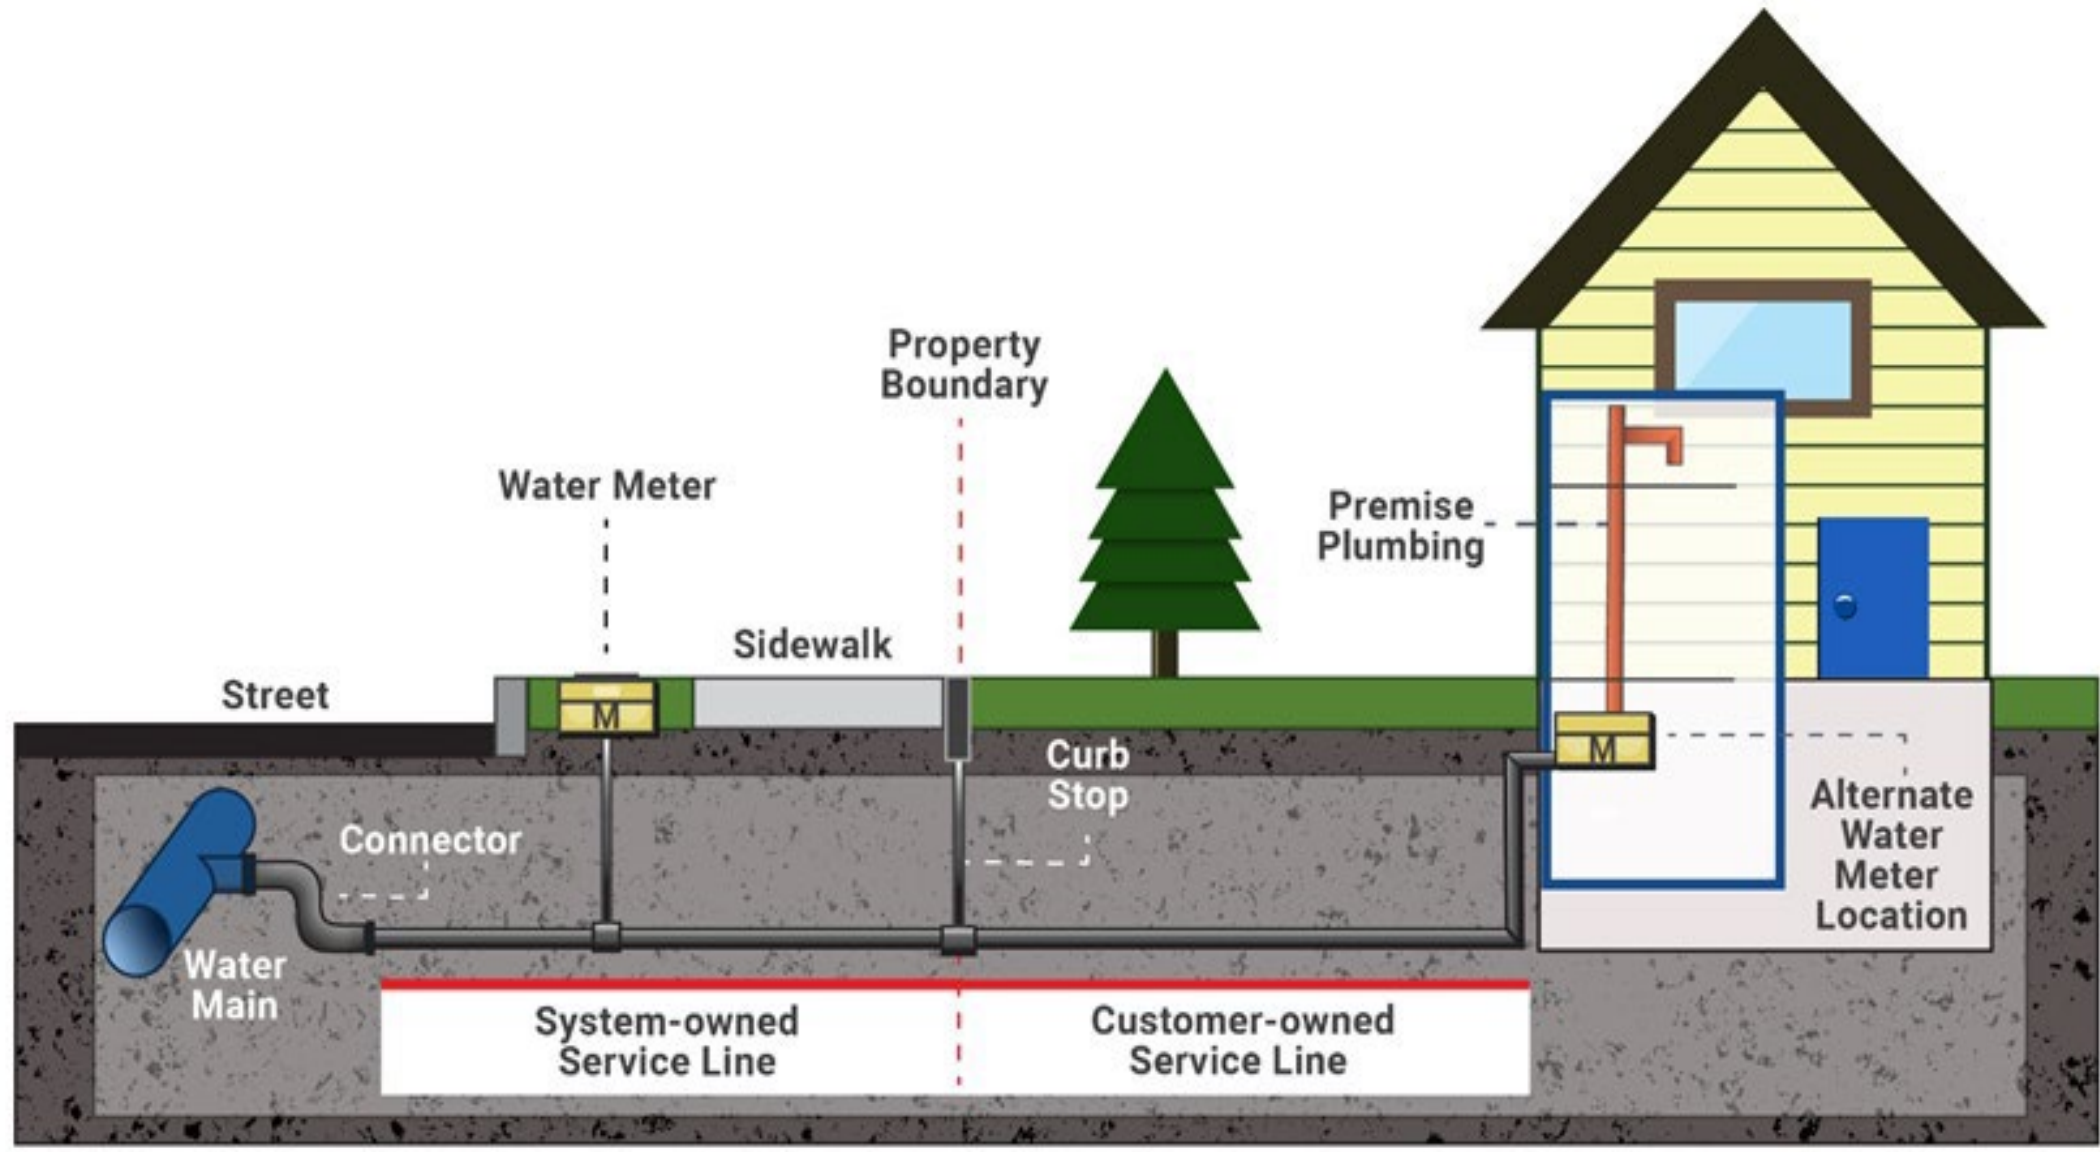 Property
Boundary
Water Meter
Premise
Plumbing
Sidewalk
Street
M
M
Curb
Stop
Connector
Alternate
Water
Meter
Location
Water
Main
System-owned
Service Line
Customer-owned
Service Line